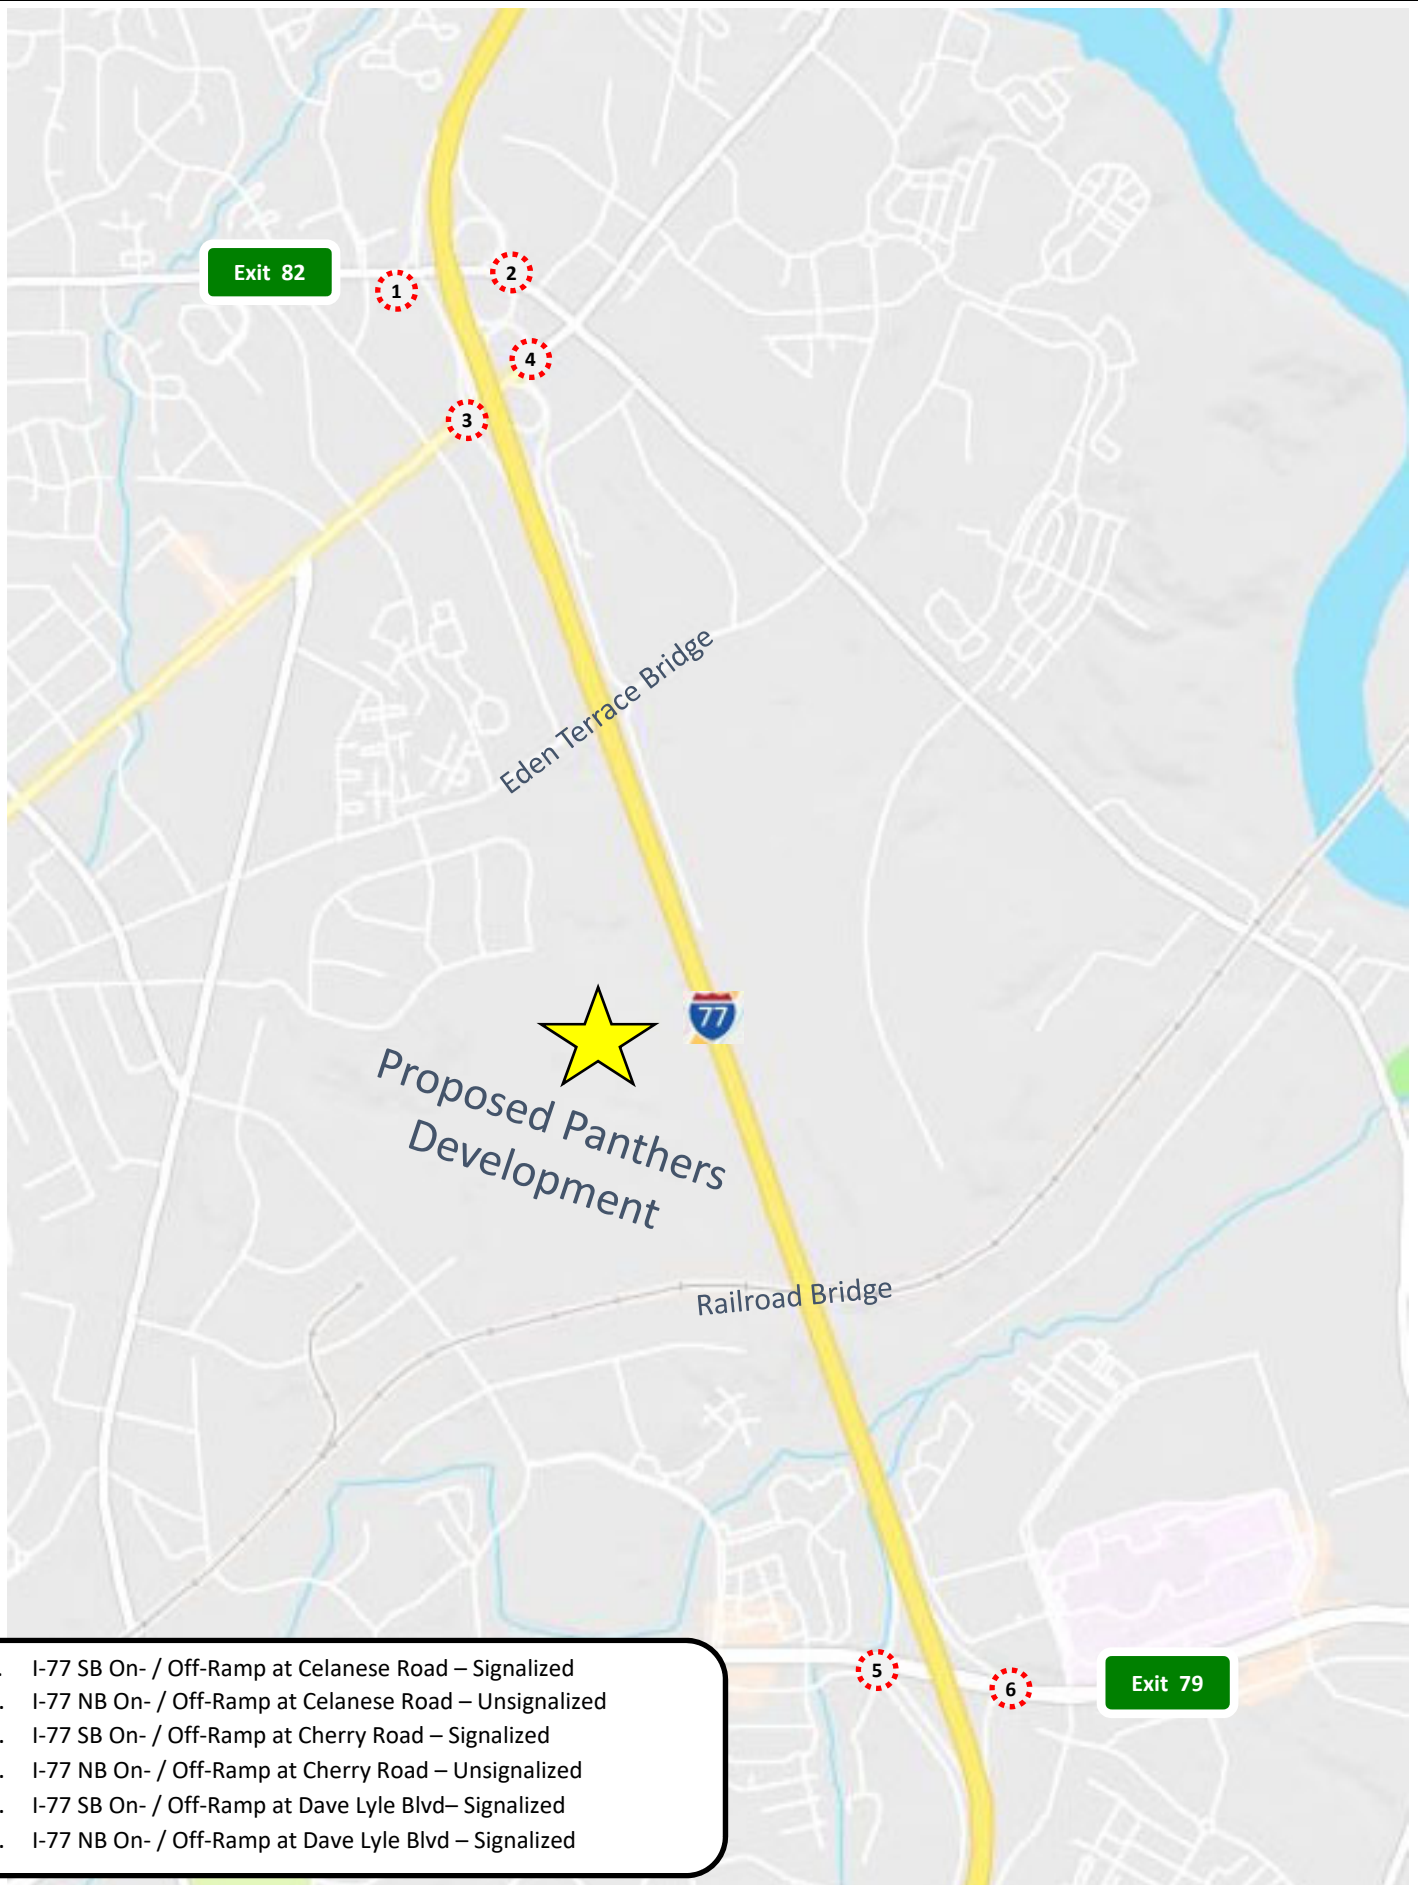 Exit 82
1
2
4
3
Eden Terrace Bridge
77
Proposed Panthers
Development
Railroad Bridge
. I-77 SB On- / Off-Ramp at Celanese Road – Signalized
. I-77 NB On- / Off-Ramp at Celanese Road – Unsignalized
. I-77 SB On- / Off-Ramp at Cherry Road – Signalized
. I-77 NB On- / Off-Ramp at Cherry Road – Unsignalized
. I-77 SB On- / Off-Ramp at Dave Lyle Blvd– Signalized
. I-77 NB On- / Off-Ramp at Dave Lyle Blvd – Signalized
5
6
Exit 79